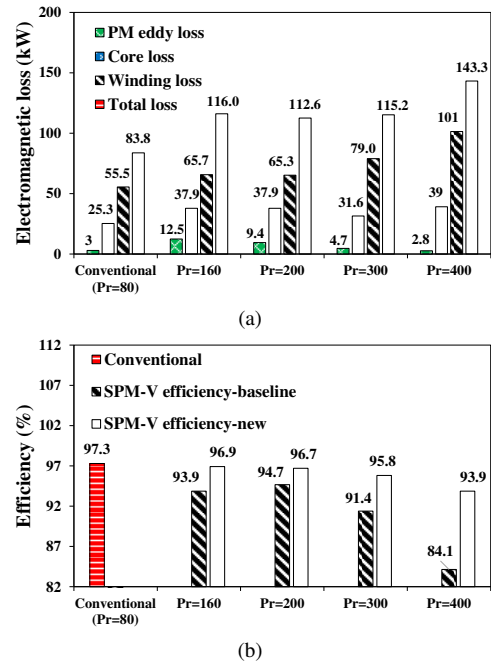 Electromagnetic loss (kW)
200
150
100
50
0
PM eddy loss
Core loss
Winding loss
Total loss
3
25.3
55.5
83.8
12.5
37.9
65.7
116.0
9.4
37.9
65.3
112.6
4.7
31.6
79.0
115.2
2.8
39
101
143.3
Conventional
(Pr=80)
Pr=160
Pr=200
Pr=300
Pr=400
(a)
Efficiency (%)
112
107
102
97
92
87
82
Conventional
SPM-V efficiency-baseline
SPM-V efficiency-new
97.3
93.9
96.9
94.7
96.7
91.4
95.8
84.1
93.9
Conventional
(Pr=80)
Pr=160
Pr=200
Pr=300
Pr=400
(b)